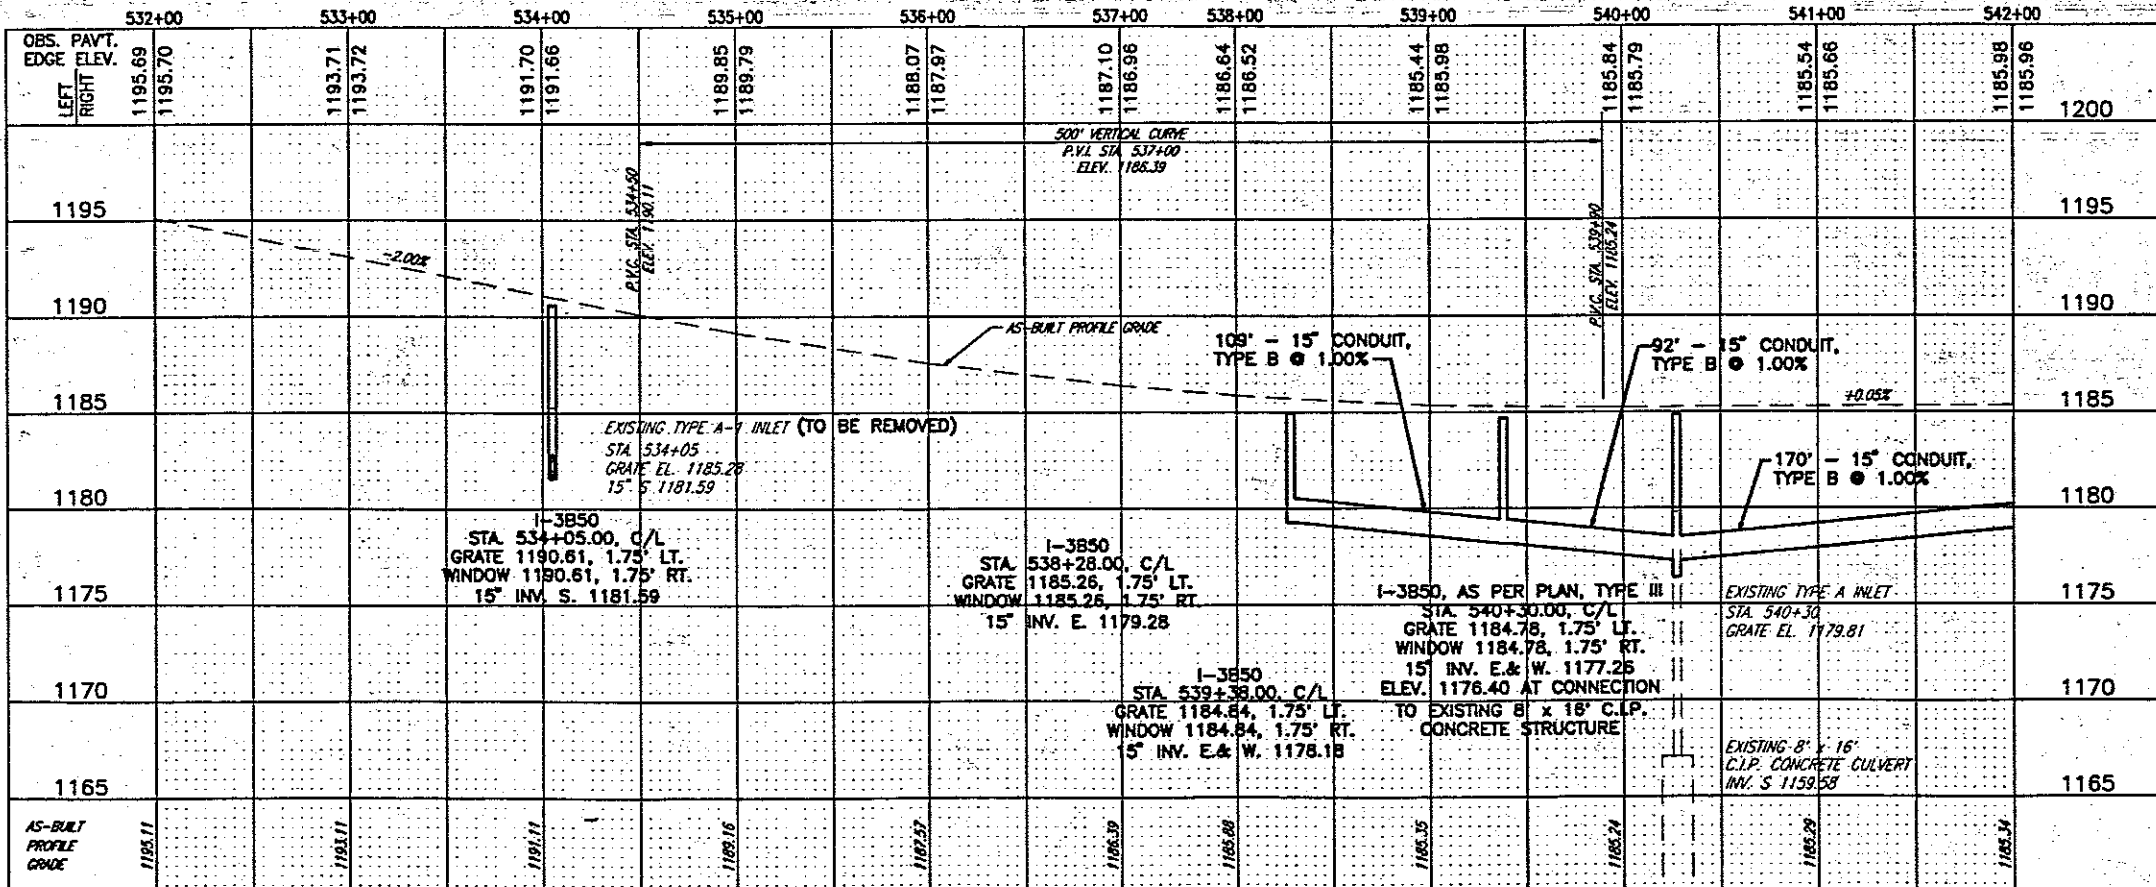 532+00 533+00 534+00 535+00 536+00 537+00 538+00 539+00 540+00 541+00 542+00
OBS. PAV'T.
EDGE ELEV.
LEFT
RIGHT
1195.69
1195.70
1193.71
1193.72
1191.70
1191.66
1189.85
1189.79
1188.07
1187.97
1187.10
1186.96
1186.64
1186.52
1185.44
1185.98
1185.84
1185.79
1185.54
1185.66
1185.98
1185.96
1200
500' VERTICAL CURVE
P.V.I. STA. 537+00
ELEV. 1186.39
P.V.C. STA. 534+50
ELEV. 1190.11
P.V.C. STA. 539+90
ELEV. 1185.24
1195 1195
-2.00%
1190 1190
AS-BUILT PROFILE GRADE
109' - 15" CONDUIT,
TYPE B @ 1.00%
92' - 15" CONDUIT,
TYPE B @ 1.00%
+0.05%
1185 1185
EXISTING TYPE A-1 INLET (TO BE REMOVED)
STA. 534+05
GRATE EL. 1185.28
15" S 1181.59
170' - 15" CONDUIT,
TYPE B @ 1.00%
1180 1180
I-3B50
STA. 534+05.00, C/L
GRATE 1190.61, 1.75' LT.
WINDOW 1190.61, 1.75' RT.
15" INV. S. 1181.59
I-3B50
STA. 538+28.00, C/L
GRATE 1185.26, 1.75' LT.
WINDOW 1185.26, 1.75' RT.
15" INV. E. 1179.28
1175 1175
I-3B50, AS PER PLAN, TYPE III
STA. 540+30.00, C/L
GRATE 1184.78, 1.75' LT.
WINDOW 1184.78, 1.75' RT.
15" INV. E.& W. 1177.26
ELEV. 1176.40 AT CONNECTION
TO EXISTING 8' x 16' C.I.P.
CONCRETE STRUCTURE
EXISTING TYPE A INLET
STA. 540+30
GRATE EL. 1179.81
I-3B50
STA. 539+38.00, C/L
GRATE 1184.84, 1.75' LT.
WINDOW 1184.84, 1.75' RT.
15" INV. E.& W. 1178.18
1170 1170
EXISTING 8' x 16'
C.I.P. CONCRETE CULVERT
INV. S 1159.58
1165 1165
AS-BUILT
PROFILE
GRADE
1195.11
1193.11
1191.11
1189.16
1187.57
1186.39
1185.88
1185.35
1185.24
1185.29
1185.34